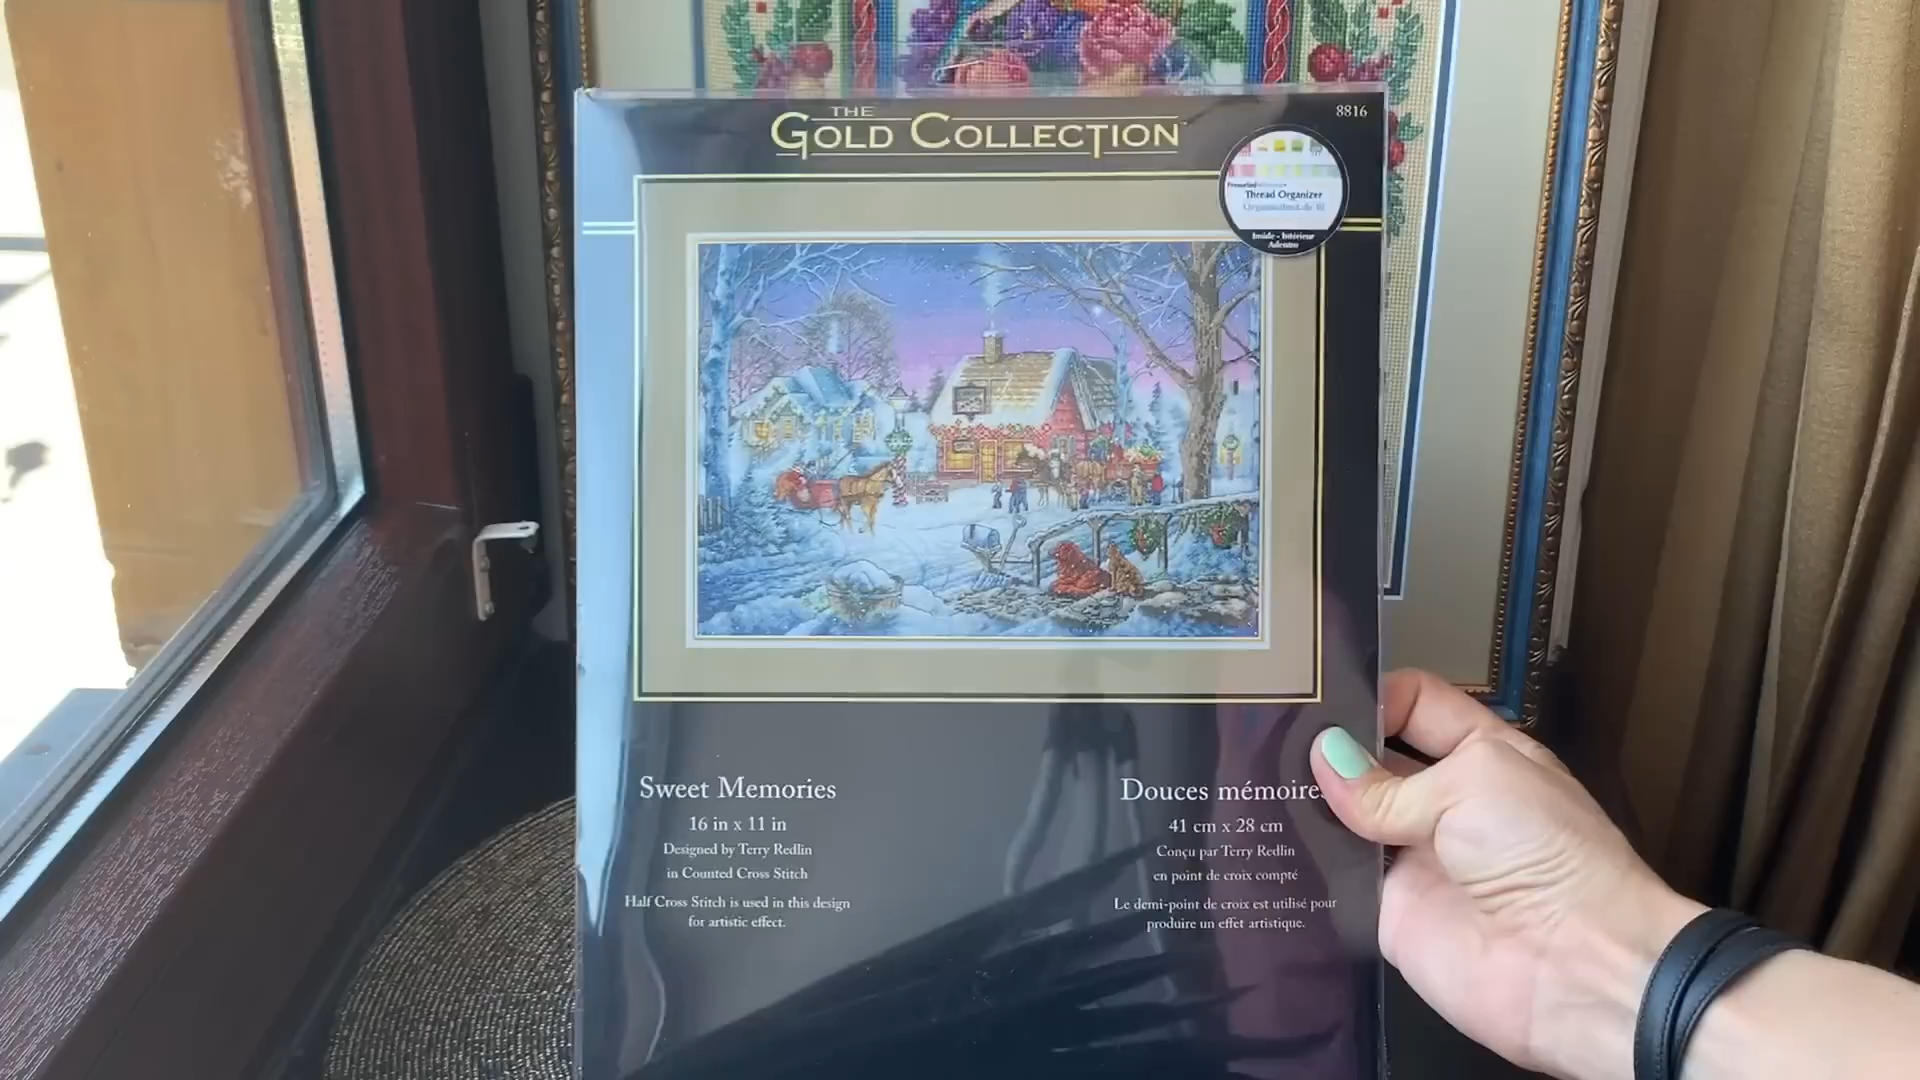 THE
GOLD COLLECTION
8816
Thread Organizer
Inside - Intérieur
Adentro
Sweet Memories
16 in x 11 in
Designed by Terry Redlin
in Counted Cross Stitch
Half Cross Stitch is used in this design
for artistic effect.
Douces mémoires
41 cm x 28 cm
Conçu par Terry Redlin
en point de croix compté
Le demi-point de croix est utilisé pour
produire un effet artistique.